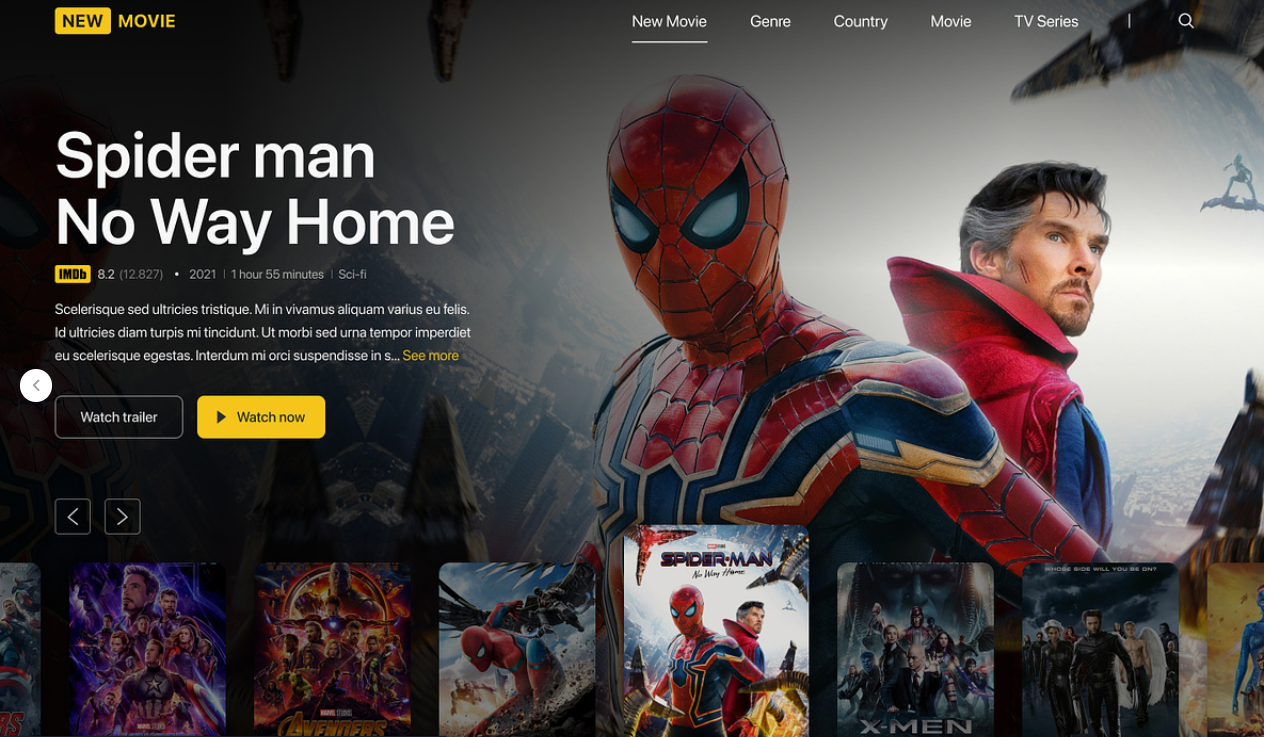 NEW MOVIE
New Movie Genre Country Movie TV Series |
Spider man
No Way Home
IMDb 8.2 (12.827) • 2021 | 1 hour 55 minutes | Sci-fi
Scelerisque sed ultricies tristique. Mi in vivamus aliquam varius eu felis.
Id ultricies diam turpis mi tincidunt. Ut morbi sed urna tempor imperdiet
eu scelerisque egestas. Interdum mi orci suspendisse in s... See more
Watch trailer Watch now
MARVEL STUDIOS
AVENGERS
SPIDER-MAN
No Way Home
X-MEN
WHOSE SIDE WILL YOU BE ON?